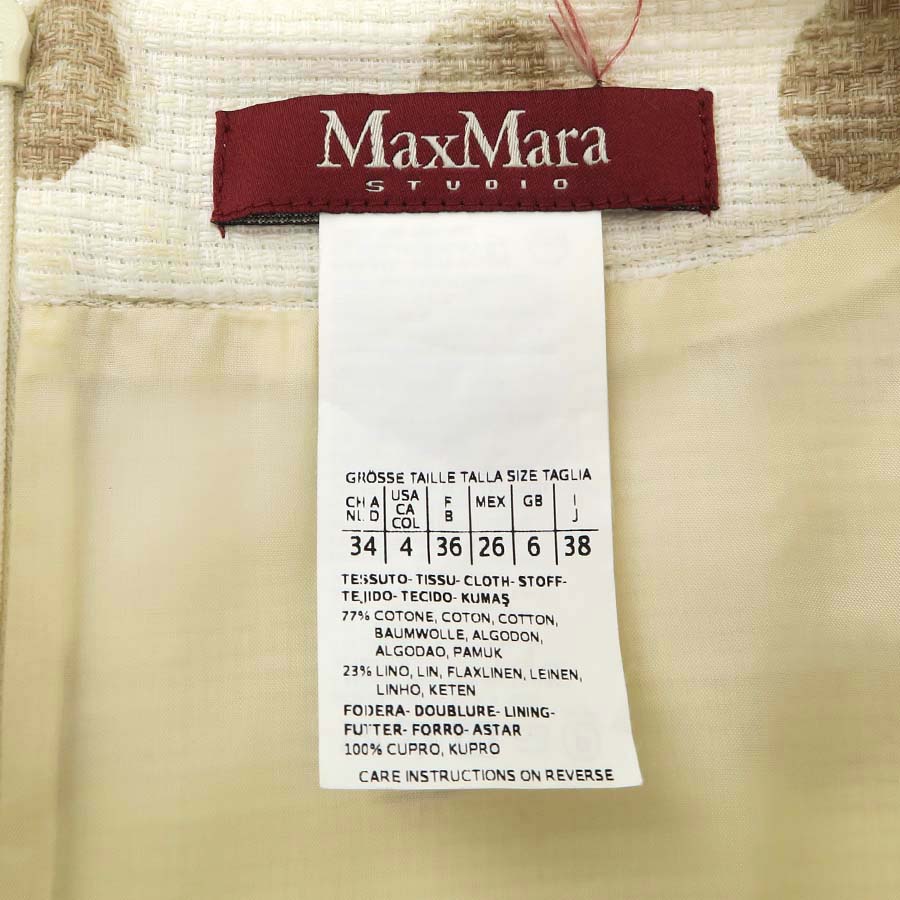 MaxMara
STUDIO
GRÖSSE TAILLE TALLA SIZE TAGLIA
CH A NL D USA CA COL F B MEX GB I J
34 4 36 26 6 38
TESSUTO- TISSU- CLOTH- STOFF-
TEJIDO- TECIDO- KUMAŞ
77% COTONE, COTON, COTTON,
BAUMWOLLE, ALGODON,
ALGODAO, PAMUK
23% LINO, LIN, FLAXLINEN, LEINEN,
LINHO, KETEN
FODERA- DOUBLURE- LINING-
FUTTER- FORRO- ASTAR
100% CUPRO, KUPRO
CARE INSTRUCTIONS ON REVERSE